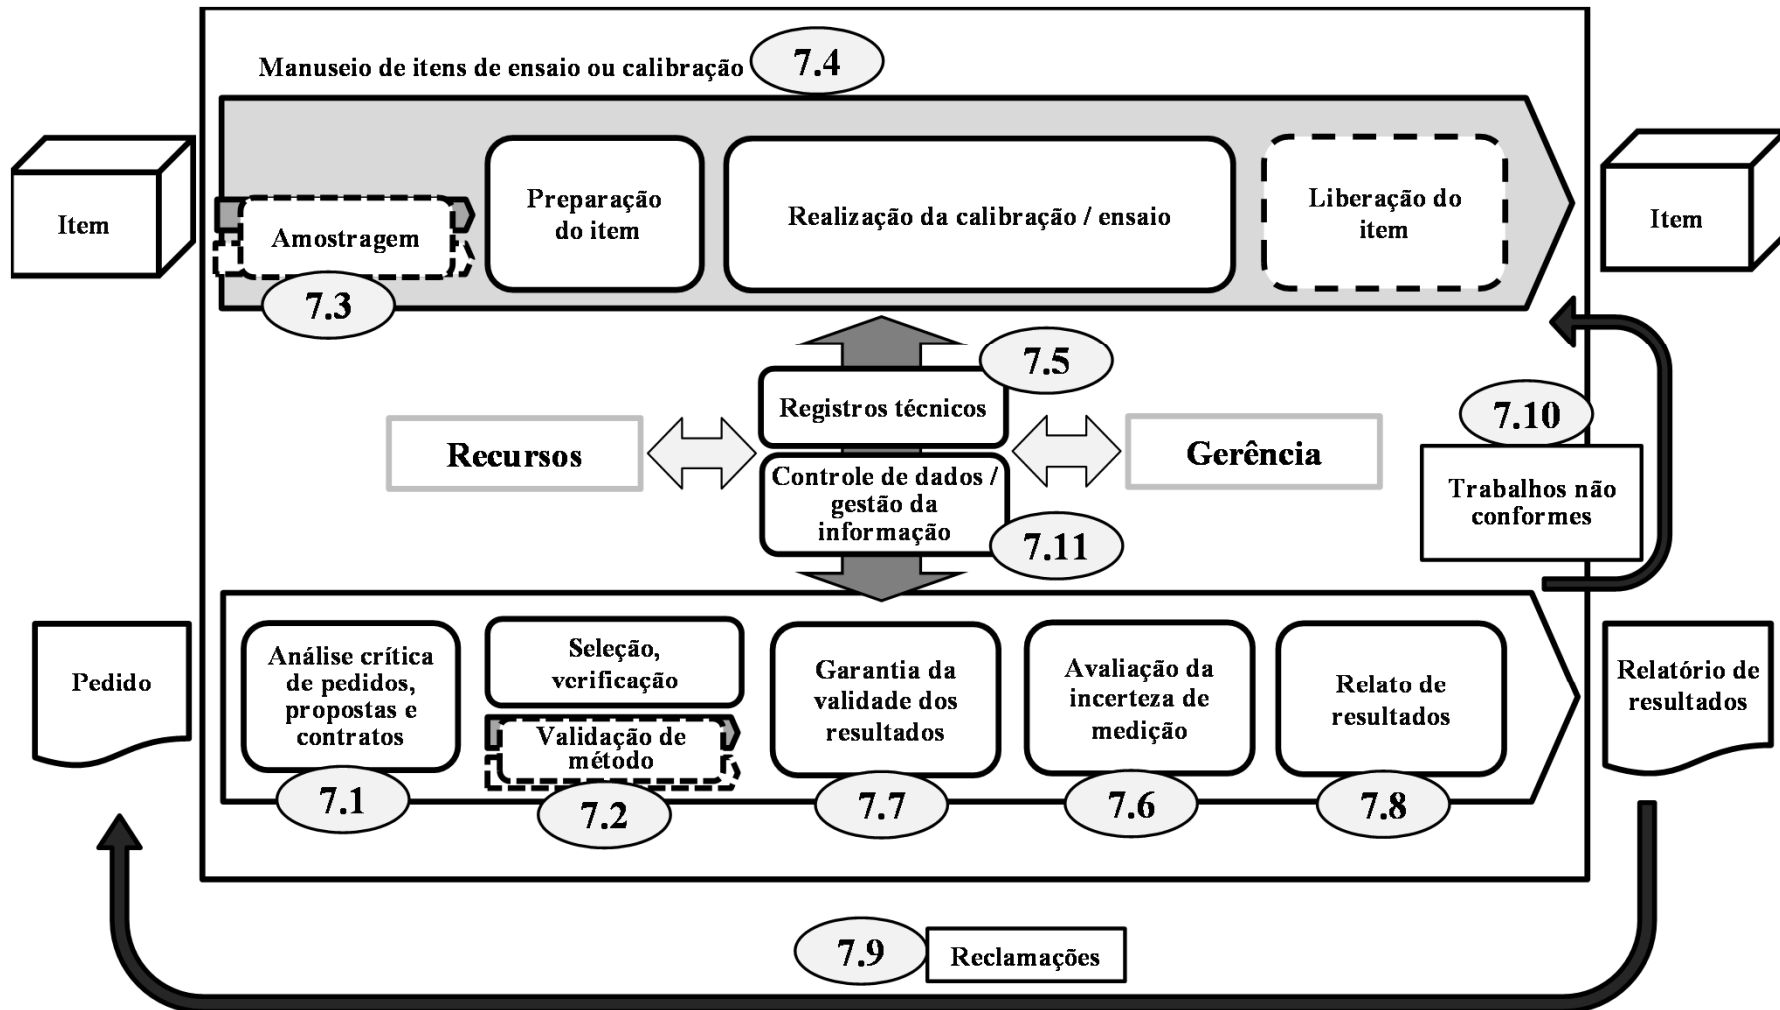 Manuseio de itens de ensaio ou calibração
7.4
Item
Amostragem
7.3
Preparação
do item
Realização da calibração / ensaio
Liberação do
item
Item
7.5
Registros técnicos
Recursos
Gerência
Controle de dados /
gestão da
informação
7.11
7.10
Trabalhos não
conformes
Pedido
Análise crítica
de pedidos,
propostas e
contratos
7.1
Seleção,
verificação
Validação de
método
7.2
Garantia da
validade dos
resultados
7.7
Avaliação da
incerteza de
medição
7.6
Relato de
resultados
7.8
Relatório de
resultados
7.9
Reclamações